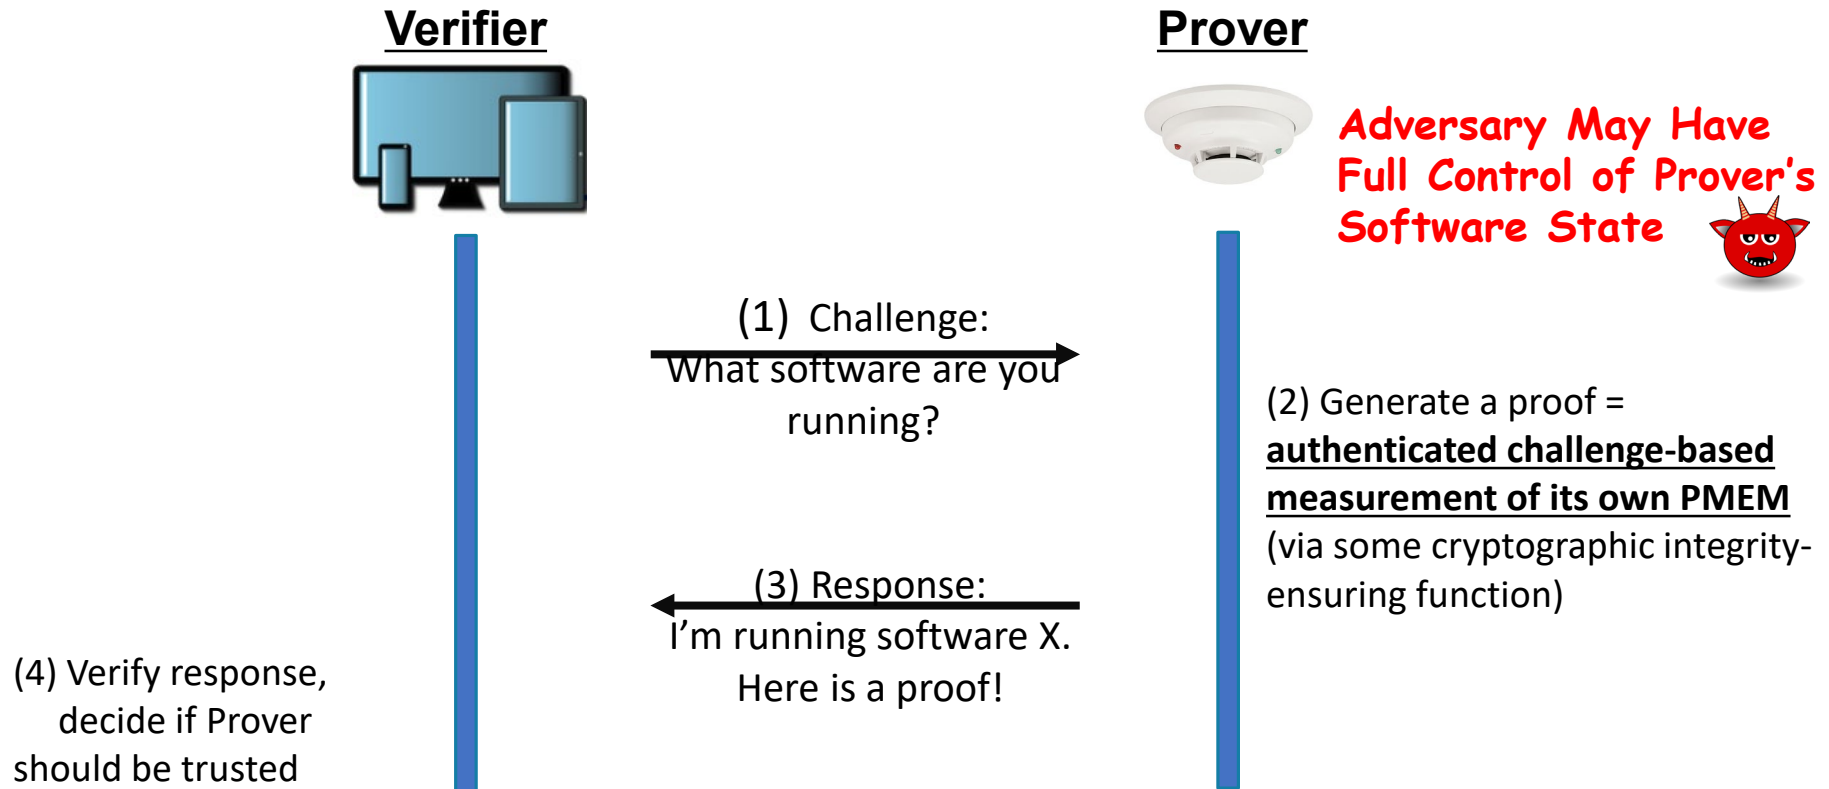 Verifier
Prover
Adversary May Have
Full Control of Prover's
Software State
(1) Challenge:
What software are you
running?
(2) Generate a proof =
authenticated challenge-based
measurement of its own PMEM
(via some cryptographic integrity-
ensuring function)
(3) Response:
I'm running software X.
Here is a proof!
(4) Verify response,
decide if Prover
should be trusted